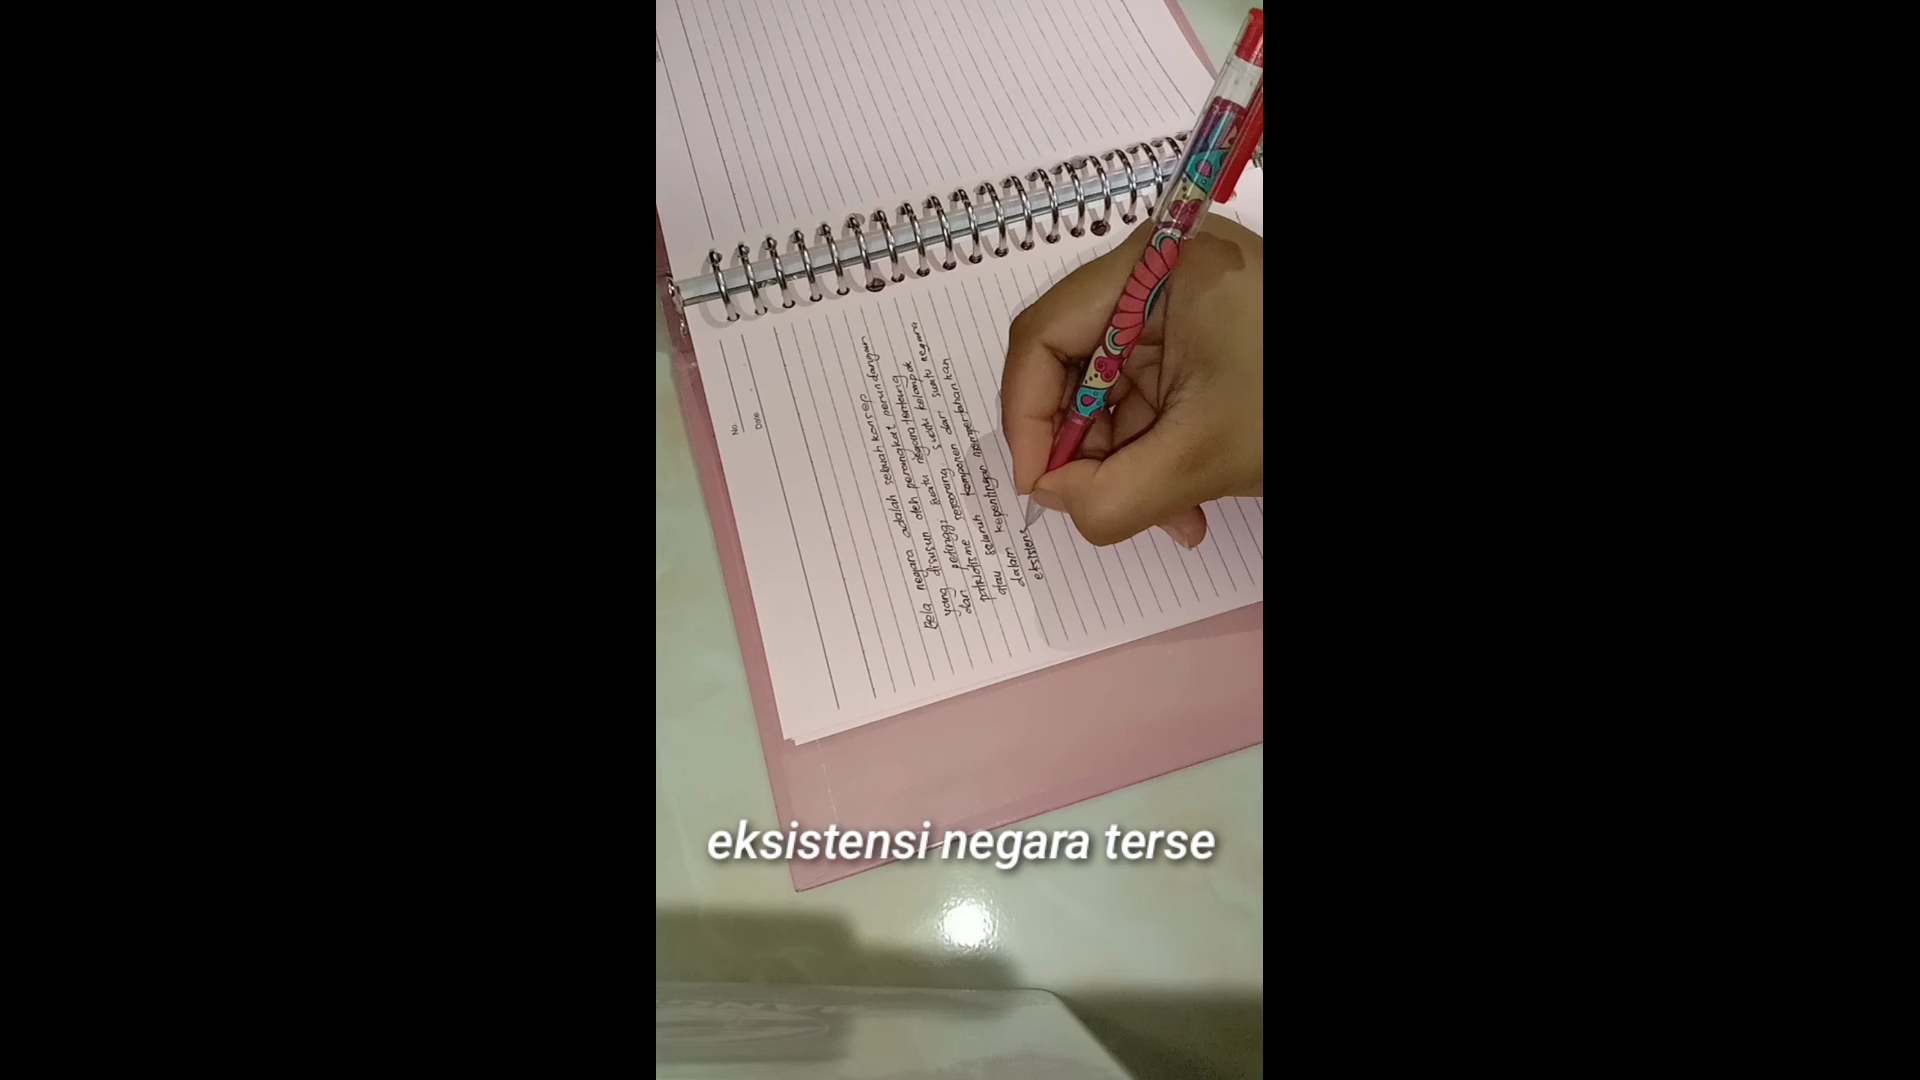 No.
Date
Bela negara adalah sebuah konsep
yang disusun oleh perangkat perundangan
dan petinggi suatu negara tentang
patriotisme seseorang, suatu kelompok
atau seluruh komponen dari suatu negara
dalam kepentingan mempertahankan
eksistens
eksistensi negara terse